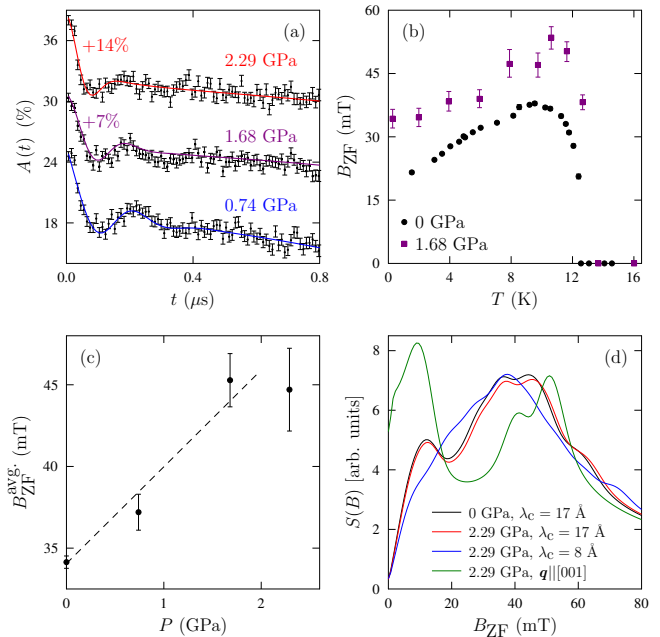 (a)
+14%
2.29 GPa
+7%
1.68 GPa
0.74 GPa
36
30
24
18
A(t) (%)
0.0
0.4
0.8
t (μs)
(b)
60
45
30
15
0
B_ZF (mT)
0 GPa
1.68 GPa
0
4
8
12
16
T (K)
(c)
45
40
35
B_ZF^avg. (mT)
0
1
2
P (GPa)
(d)
8
6
4
2
0
S(B) [arb. units]
0 GPa, λ_c = 17 Å
2.29 GPa, λ_c = 17 Å
2.29 GPa, λ_c = 8 Å
2.29 GPa, q||[001]
0
20
40
60
80
B_ZF (mT)